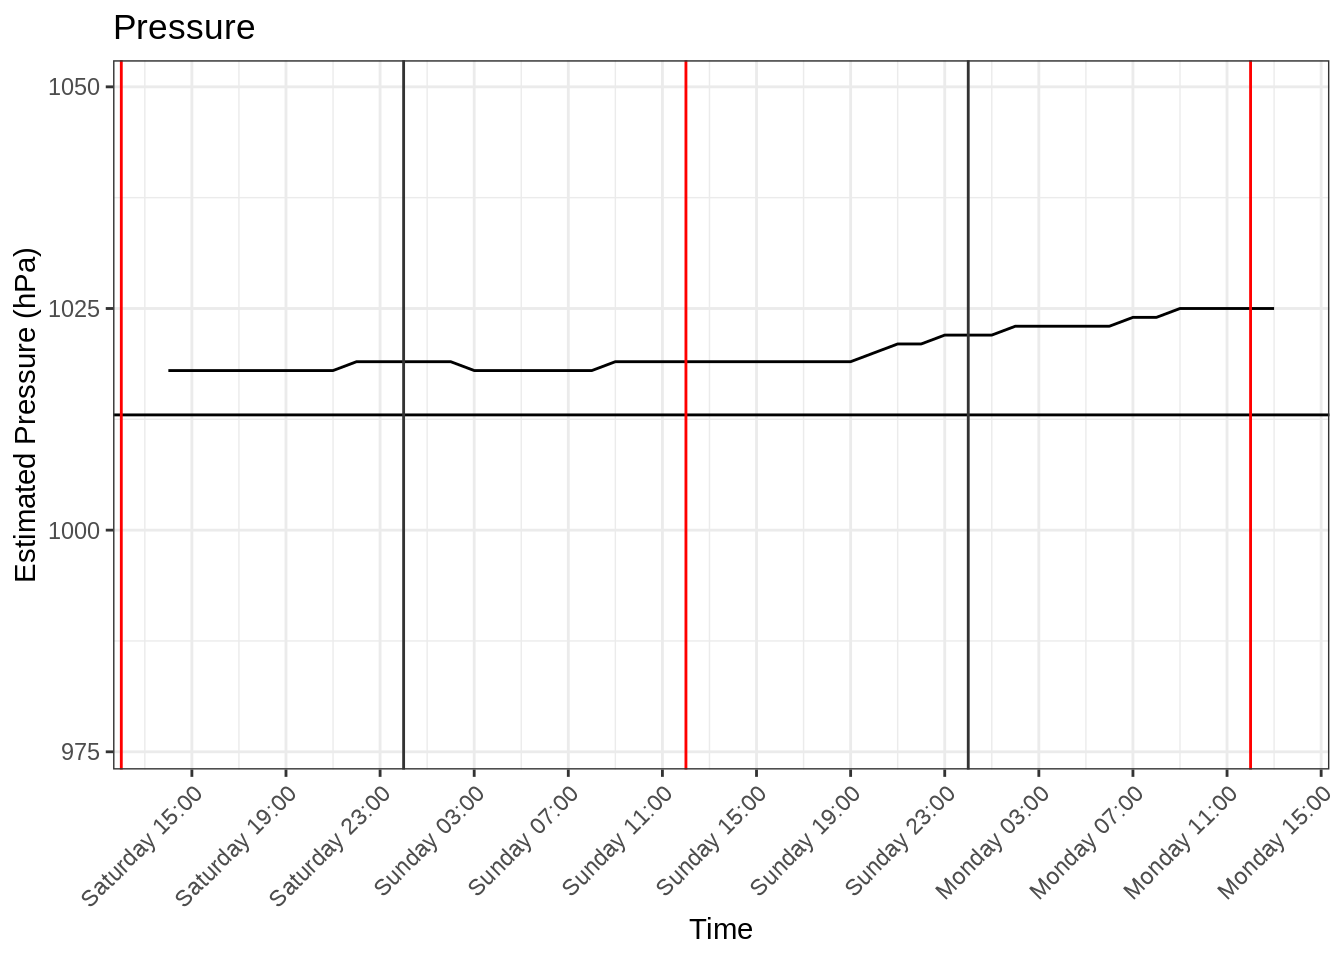 Pressure
Estimated Pressure (hPa)
1050
1025
1000
975
Saturday 15:00
Saturday 19:00
Saturday 23:00
Sunday 03:00
Sunday 07:00
Sunday 11:00
Sunday 15:00
Sunday 19:00
Sunday 23:00
Monday 03:00
Monday 07:00
Monday 11:00
Monday 15:00
Time